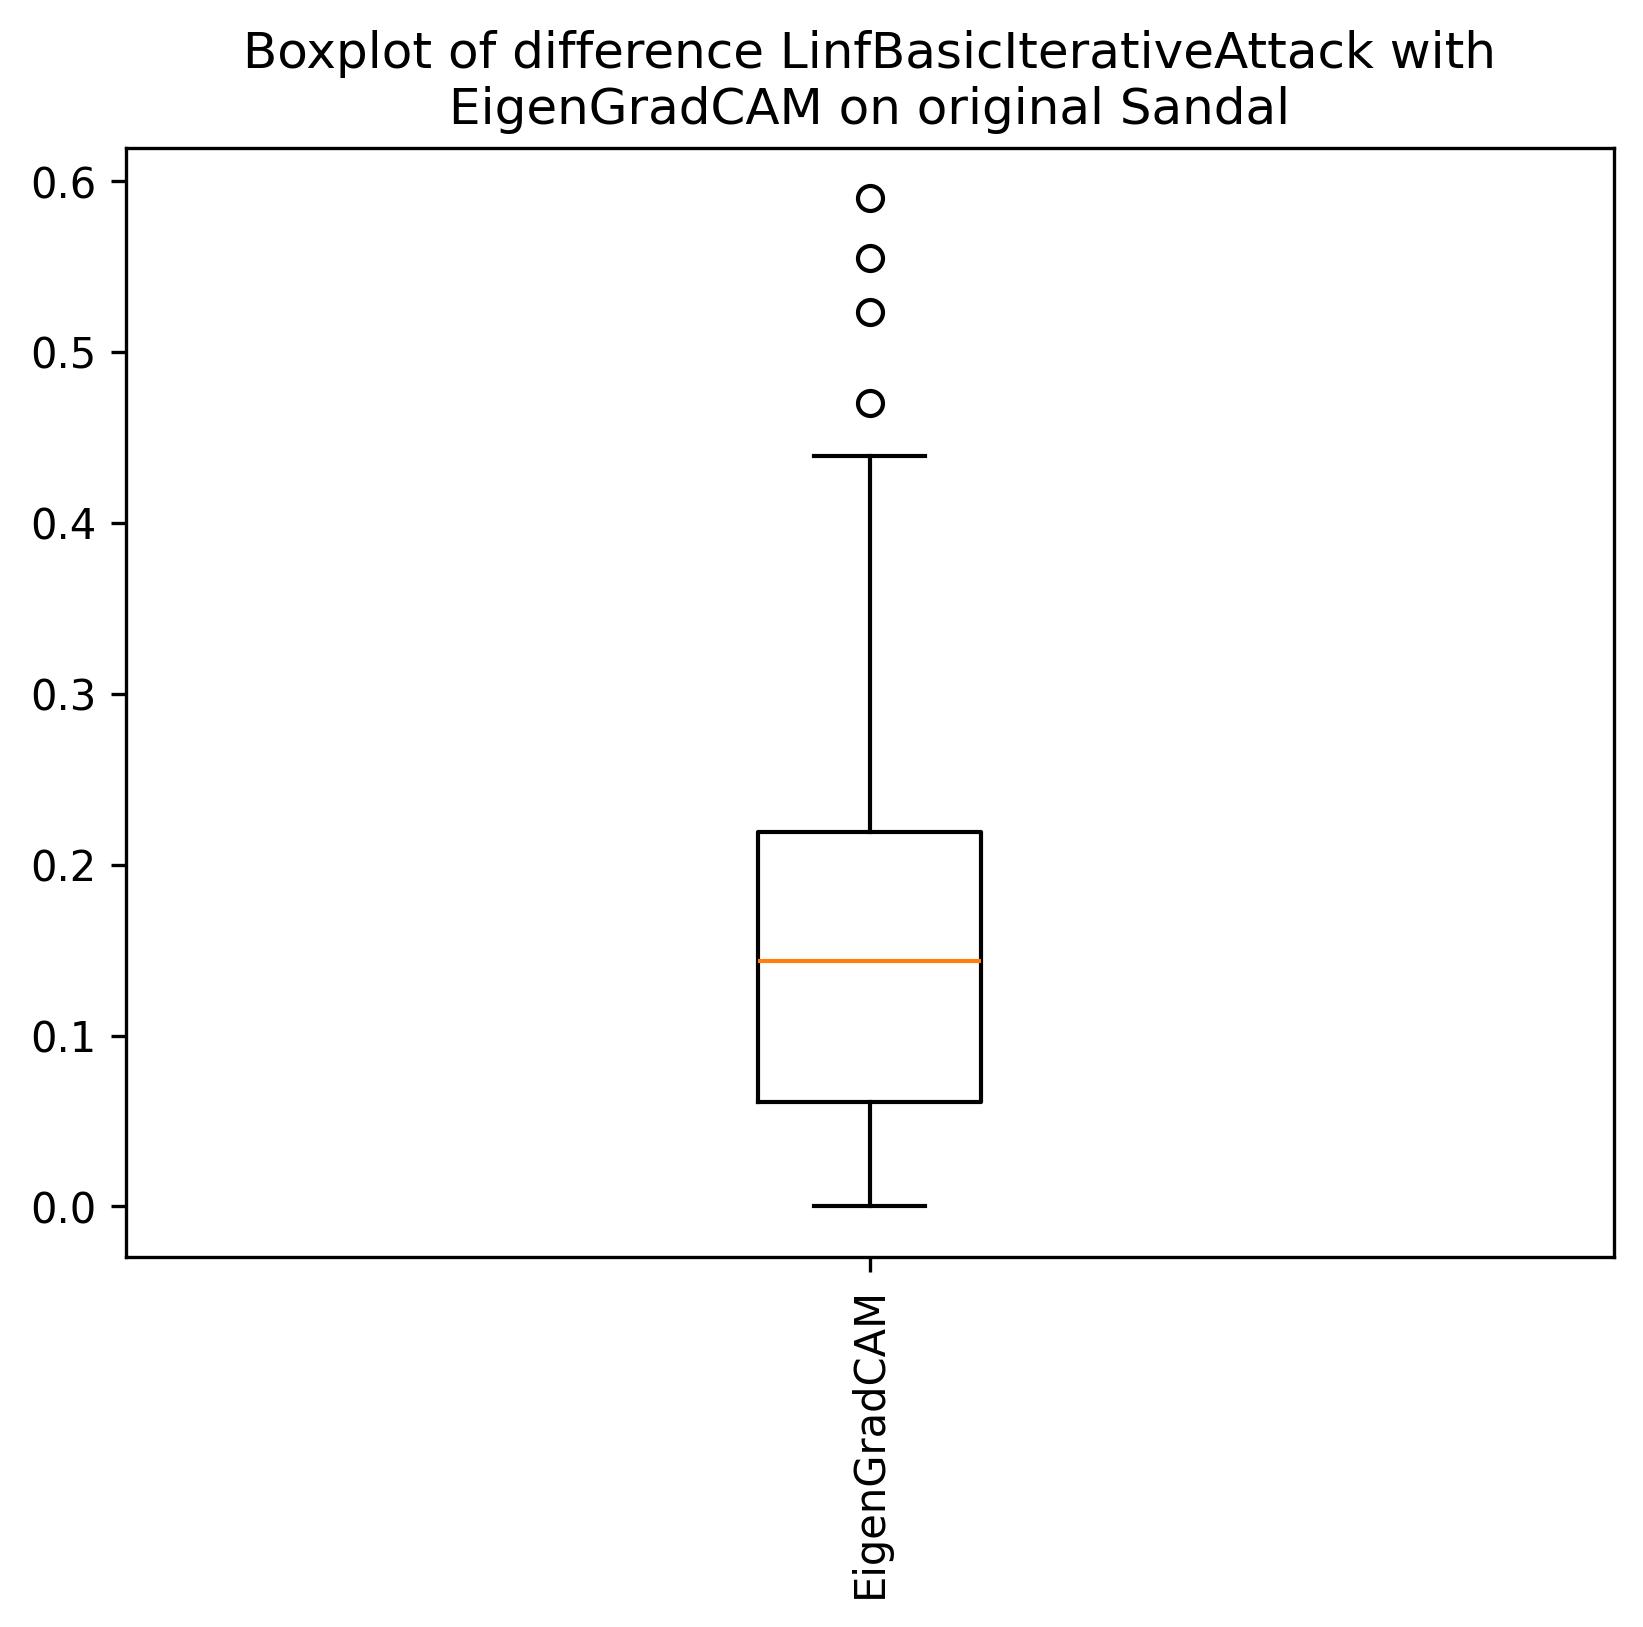 Boxplot of difference LinfBasicIterativeAttack with
EigenGradCAM on original Sandal
0.6
0.5
0.4
0.3
0.2
0.1
0.0
EigenGradCAM